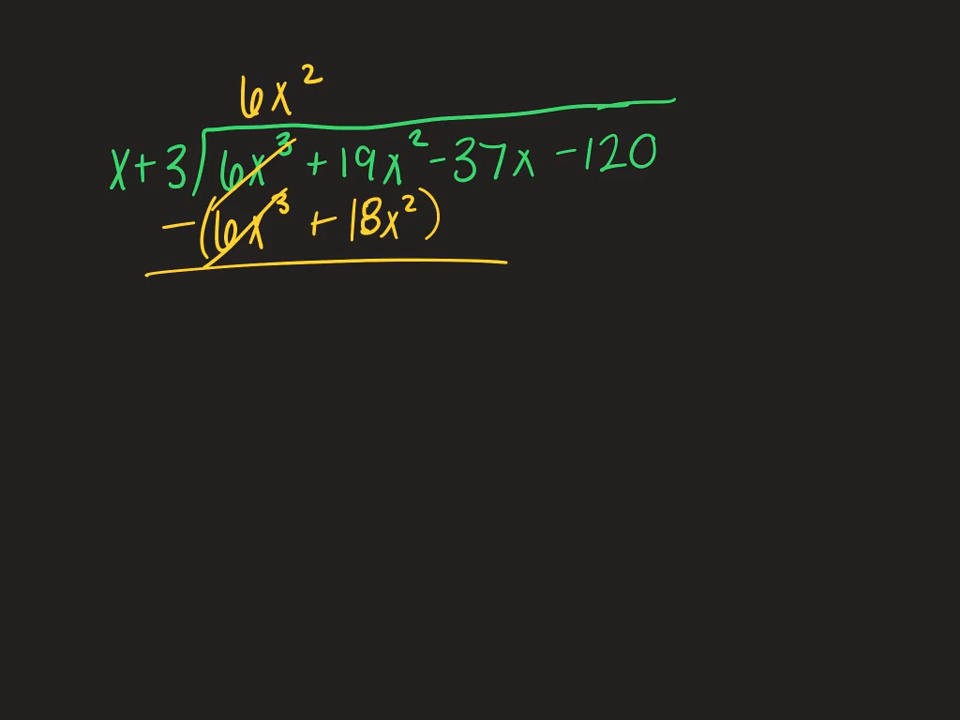 6x²
x+3)6x³ +19x² -37x -120
-(6x³ + 18x²)